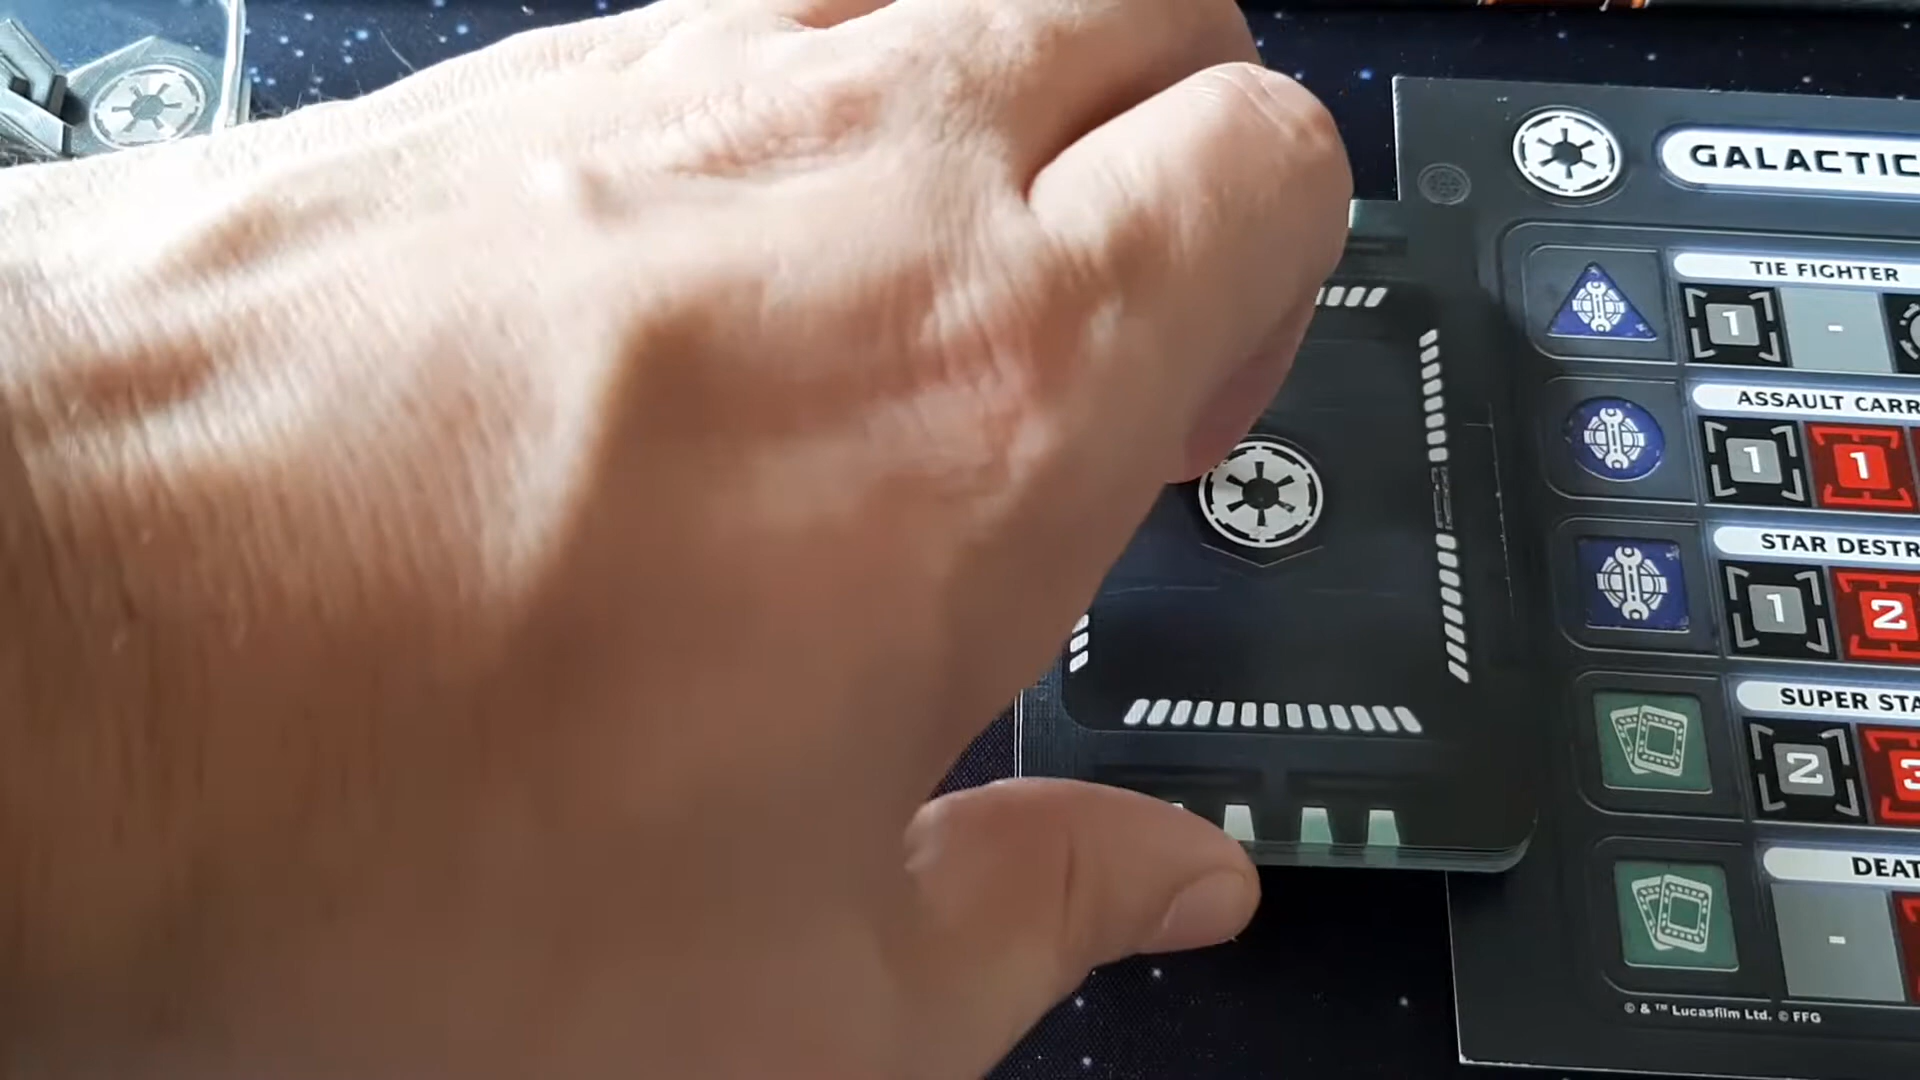 GALACTIC
TIE FIGHTER
1 -
ASSAULT CARR
1 1
STAR DESTR
1 2
SUPER STA
2 3
DEAT
-
© & ™ Lucasfilm Ltd. © FFG